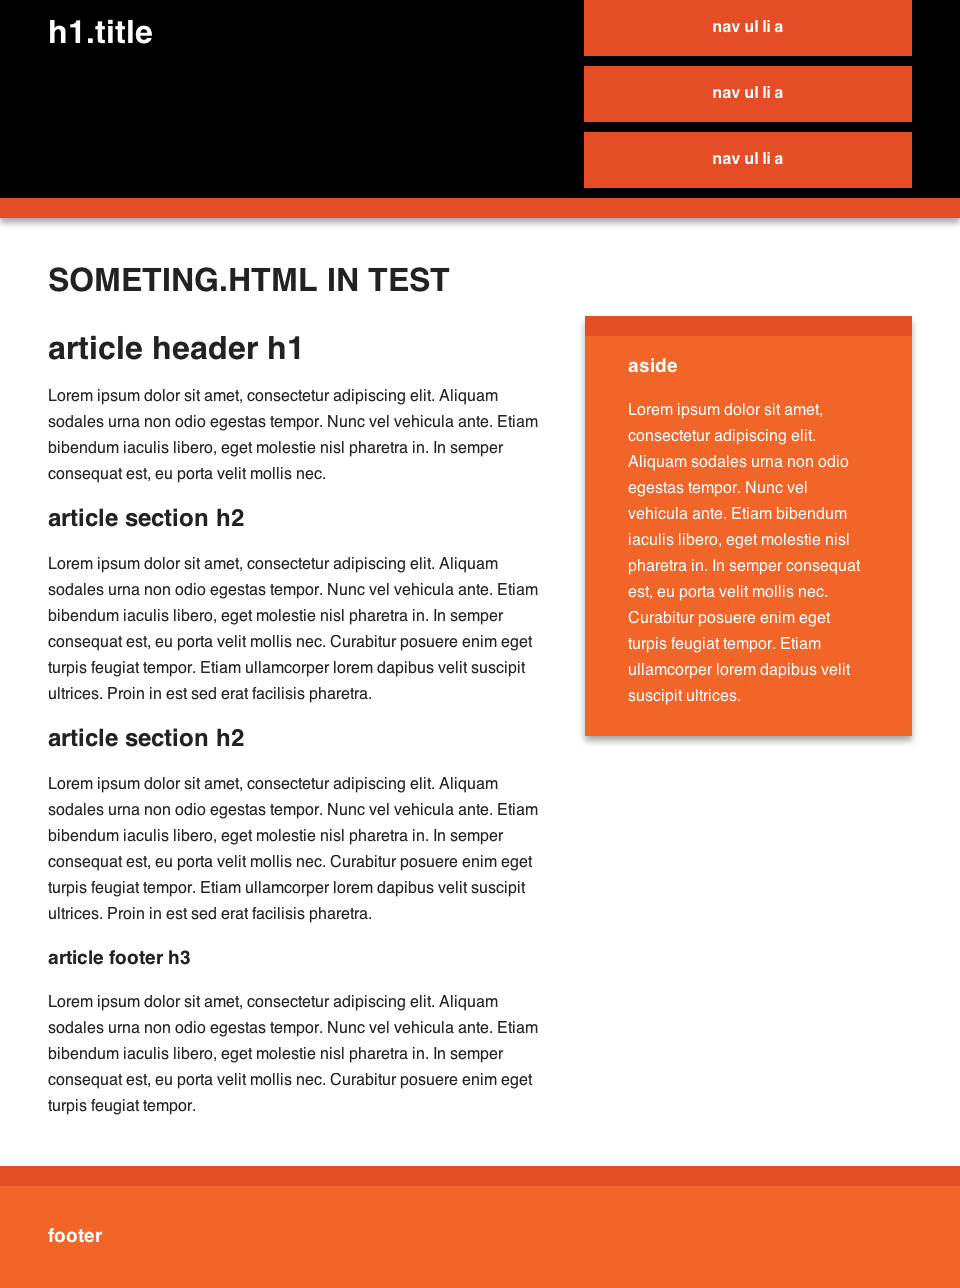 h1.title
nav ul li a
nav ul li a
nav ul li a
SOMETING.HTML IN TEST
article header h1
Lorem ipsum dolor sit amet, consectetur adipiscing elit. Aliquam
sodales urna non odio egestas tempor. Nunc vel vehicula ante. Etiam
bibendum iaculis libero, eget molestie nisl pharetra in. In semper
consequat est, eu porta velit mollis nec.
article section h2
Lorem ipsum dolor sit amet, consectetur adipiscing elit. Aliquam
sodales urna non odio egestas tempor. Nunc vel vehicula ante. Etiam
bibendum iaculis libero, eget molestie nisl pharetra in. In semper
consequat est, eu porta velit mollis nec. Curabitur posuere enim eget
turpis feugiat tempor. Etiam ullamcorper lorem dapibus velit suscipit
ultrices. Proin in est sed erat facilisis pharetra.
article section h2
Lorem ipsum dolor sit amet, consectetur adipiscing elit. Aliquam
sodales urna non odio egestas tempor. Nunc vel vehicula ante. Etiam
bibendum iaculis libero, eget molestie nisl pharetra in. In semper
consequat est, eu porta velit mollis nec. Curabitur posuere enim eget
turpis feugiat tempor. Etiam ullamcorper lorem dapibus velit suscipit
ultrices. Proin in est sed erat facilisis pharetra.
article footer h3
Lorem ipsum dolor sit amet, consectetur adipiscing elit. Aliquam
sodales urna non odio egestas tempor. Nunc vel vehicula ante. Etiam
bibendum iaculis libero, eget molestie nisl pharetra in. In semper
consequat est, eu porta velit mollis nec. Curabitur posuere enim eget
turpis feugiat tempor.
aside
Lorem ipsum dolor sit amet,
consectetur adipiscing elit.
Aliquam sodales urna non odio
egestas tempor. Nunc vel
vehicula ante. Etiam bibendum
iaculis libero, eget molestie nisl
pharetra in. In semper consequat
est, eu porta velit mollis nec.
Curabitur posuere enim eget
turpis feugiat tempor. Etiam
ullamcorper lorem dapibus velit
suscipit ultrices.
footer